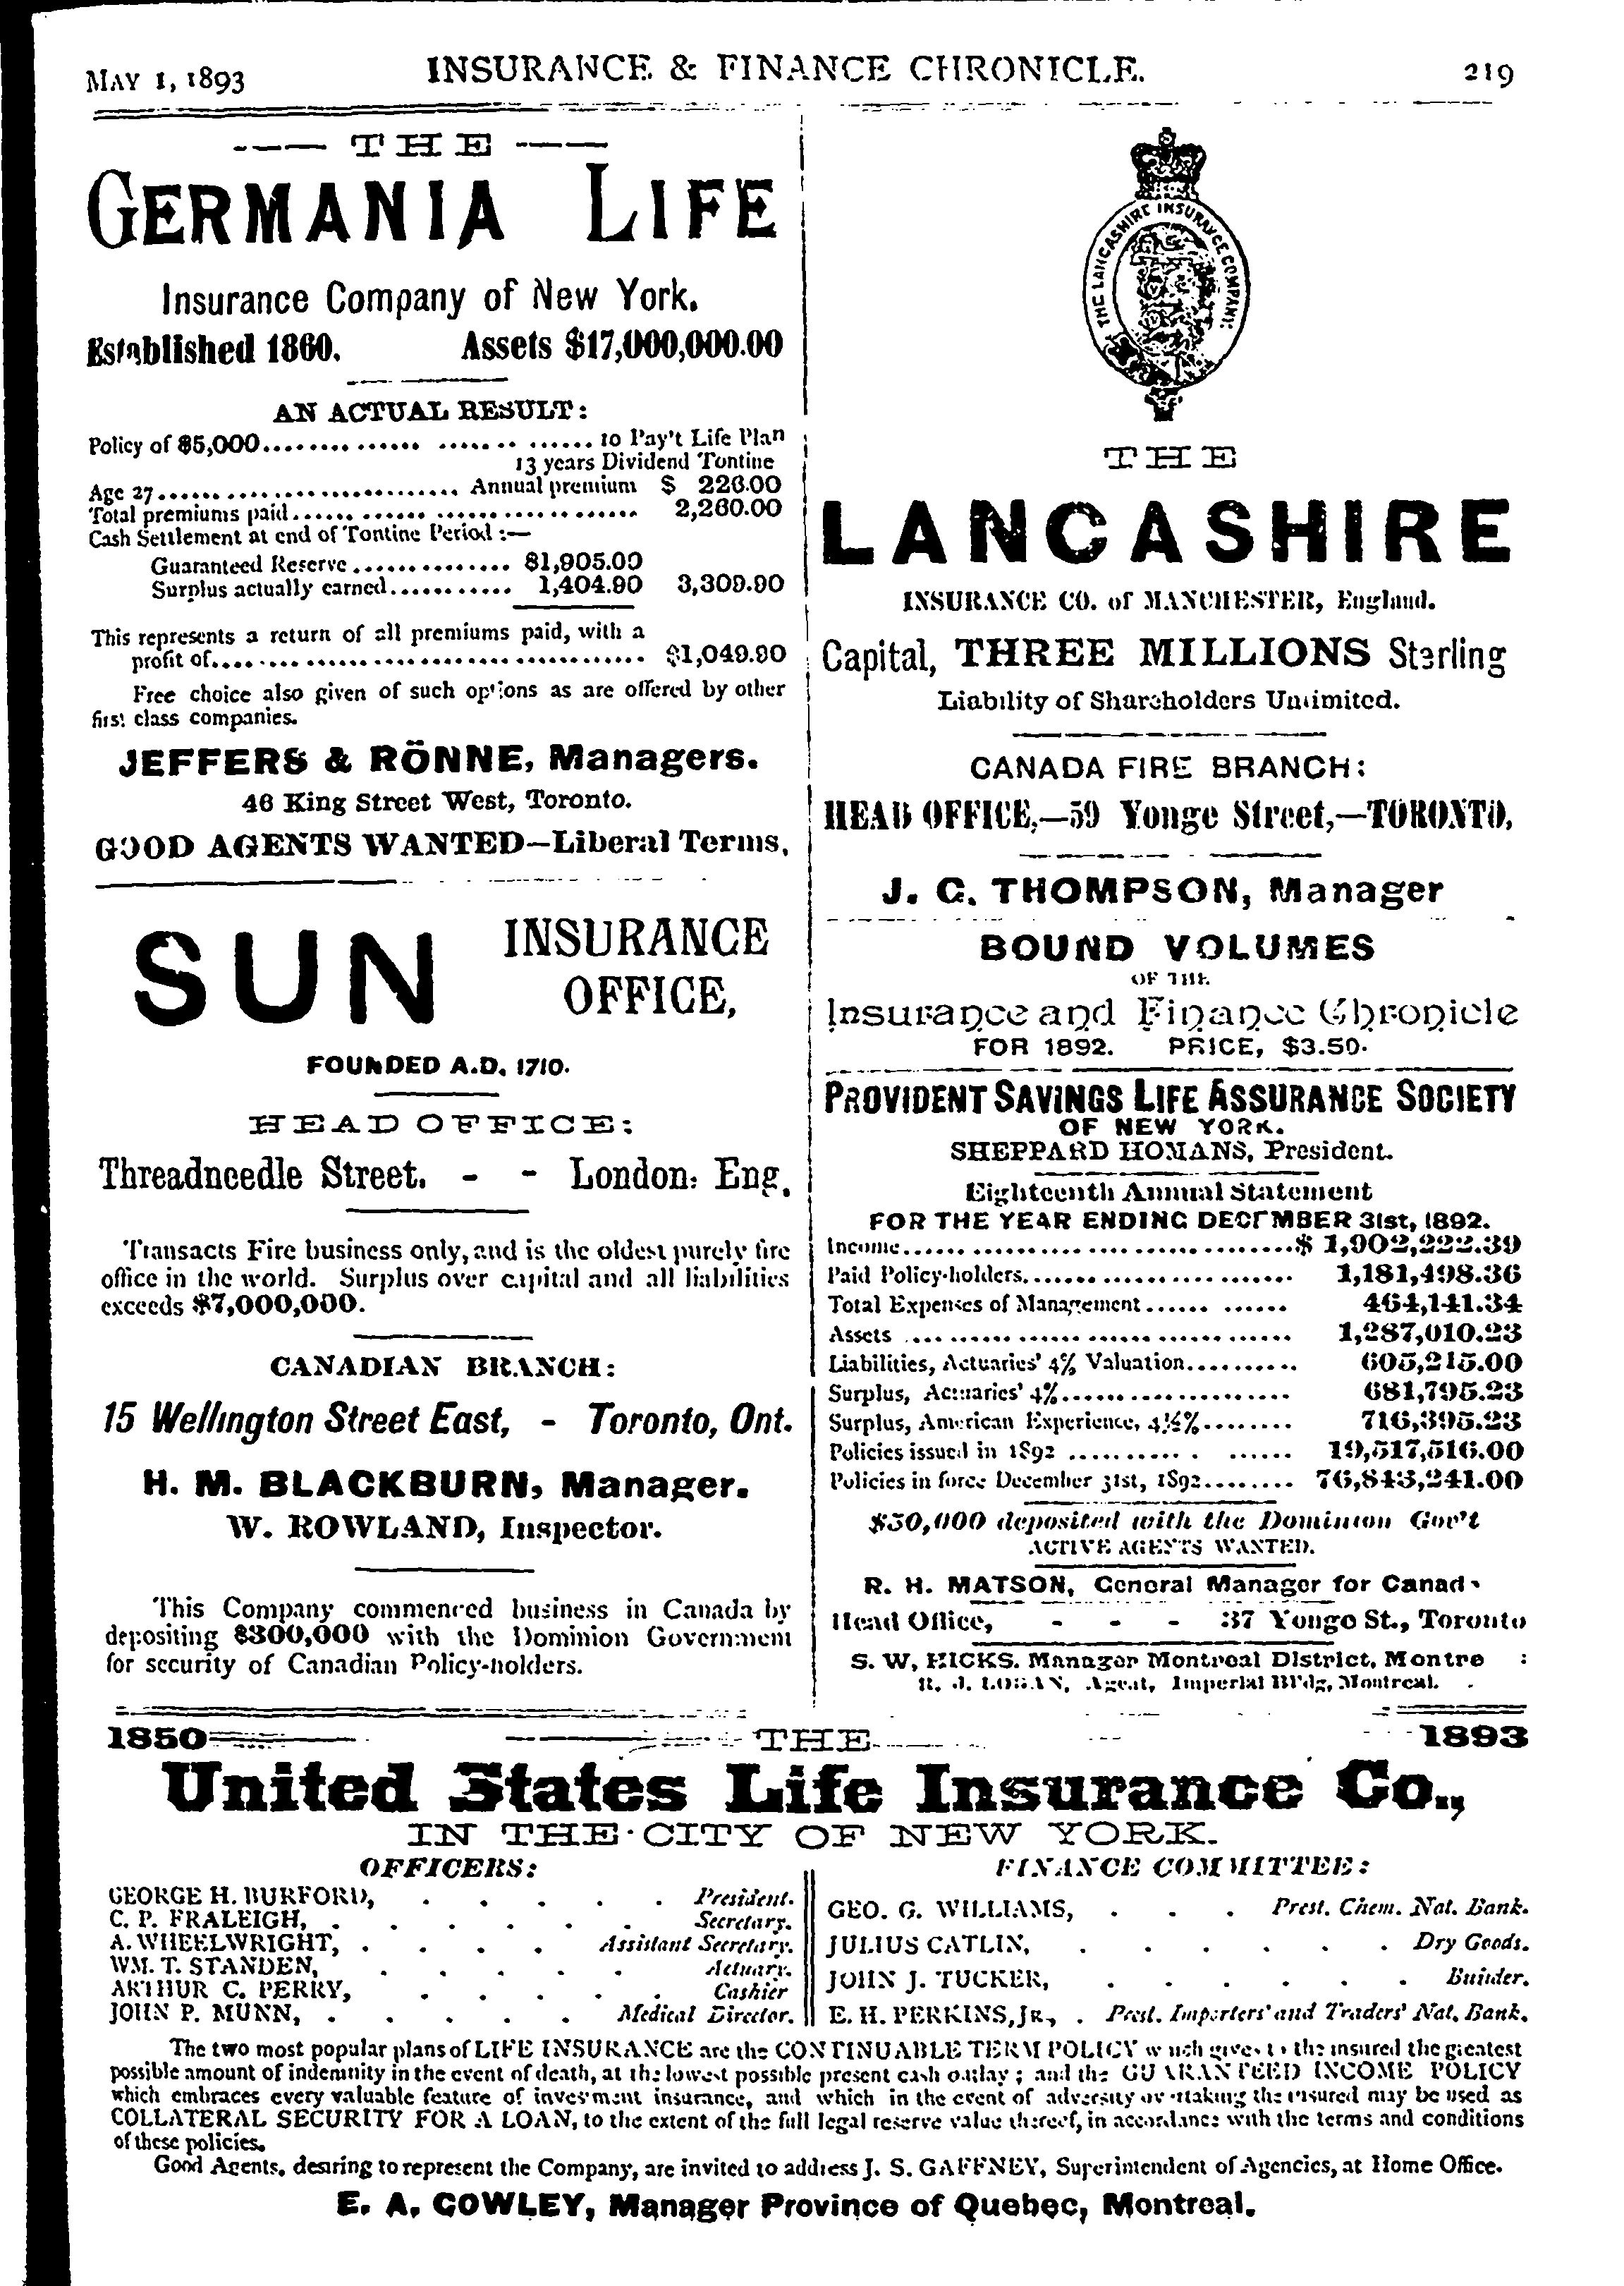 MAY 1, 1893
INSURANCE & FINANCE CHRONICLE.
219
THE
GERMANIA LIFE
Insurance Company of New York.
Established 1860. Assets $17,000,000.00
AN ACTUAL RESULT:
Policy of $5,000.................... 10 Pay't Life Plan
13 years Dividend Tontine
Age 27.............................. Annual premium $ 226.00
Total premiums paid.................................... 2,260.00
Cash Settlement at end of Tontine Period :—
Guaranteed Reserve............... $1,905.00
Surplus actually earned............ 1,404.90 3,309.90
This represents a return of all premiums paid, with a
profit of............................................ $1,049.90
Free choice also given of such options as are offered by other
first class companies.
JEFFERS & RÖNNE, Managers.
46 King Street West, Toronto.
GOOD AGENTS WANTED—Liberal Terms.
SUN INSURANCE
OFFICE,
FOUNDED A.D. 1710.
HEAD OFFICE:
Threadneedle Street. - - London, Eng.
Transacts Fire business only, and is the oldest purely fire
office in the world. Surplus over capital and all liabilities
exceeds $7,000,000.
CANADIAN BRANCH:
15 Wellington Street East, - Toronto, Ont.
H. M. BLACKBURN, Manager.
W. ROWLAND, Inspector.
This Company commenced business in Canada by
depositing $300,000 with the Dominion Government
for security of Canadian Policy-holders.
THE LANCASHIRE INSURANCE COMPANY.
THE
LANCASHIRE
INSURANCE CO. of MANCHESTER, England.
Capital, THREE MILLIONS Sterling
Liability of Shareholders Unlimited.
CANADA FIRE BRANCH:
HEAD OFFICE,—59 Yonge Street,—TORONTO,
J. C. THOMPSON, Manager
BOUND VOLUMES
OF THE
Insurance and Finance Chronicle
FOR 1892. PRICE, $3.50.
PROVIDENT SAVINGS LIFE ASSURANCE SOCIETY
OF NEW YORK.
SHEPPARD HOMANS, President.
Eighteenth Annual Statement
FOR THE YEAR ENDING DECEMBER 31st, 1892.
Income.....................................$ 1,902,222.39
Paid Policy-holders......................... 1,181,498.36
Total Expenses of Management............ 464,141.34
Assets ..................................... 1,287,010.23
Liabilities, Actuaries' 4% Valuation.......... 605,215.00
Surplus, Actuaries' 4%...................... 681,795.23
Surplus, American Experience, 4½%........ 716,395.23
Policies issued in 1892 .................. 19,517,516.00
Policies in force December 31st, 1892........ 76,843,241.00
$50,000 deposited with the Dominion Gov't
ACTIVE AGENTS WANTED.
R. H. MATSON, General Manager for Canad
Head Office, - - - 37 Yonge St., Toronto
S. W. HICKS. Manager Montreal District, Montre
R. J. LOGAN, Agent, Imperial Bl'dg, Montreal.
1850 THE 1893
United States Life Insurance Co.,
IN THE CITY OF NEW YORK.
OFFICERS:
GEORGE H. BURFORD, . . . . . President.
C. P. FRALEIGH, . . . . . . Secretary.
A. WHEELWRIGHT, . . . . Assistant Secretary.
WM. T. STANDEN, . . . . . Actuary.
ARTHUR C. PERRY, . . . . . Cashier
JOHN P. MUNN, . . . . . Medical Director.
FINANCE COMMITTEE:
GEO. G. WILLIAMS, . . . Prest. Chem. Nat. Bank.
JULIUS CATLIN, . . . . . . Dry Goods.
JOHN J. TUCKER, . . . . . . Builder.
E. H. PERKINS, JR., . Prest. Importers' and Traders' Nat. Bank.
The two most popular plans of LIFE INSURANCE are the CONTINUABLE TERM POLICY which gives to the insured the greatest
possible amount of indemnity in the event of death, at the lowest possible present cash outlay ; and the GUARANTEED INCOME POLICY
which embraces every valuable feature of investment insurance, and which in the event of adversity overtaking the insured may be used as
COLLATERAL SECURITY FOR A LOAN, to the extent of the full legal reserve value thereof, in accordance with the terms and conditions
of these policies.
Good Agents, desiring to represent the Company, are invited to address J. S. GAFFNEY, Superintendent of Agencies, at Home Office.
E. A. COWLEY, Manager Province of Quebec, Montreal.